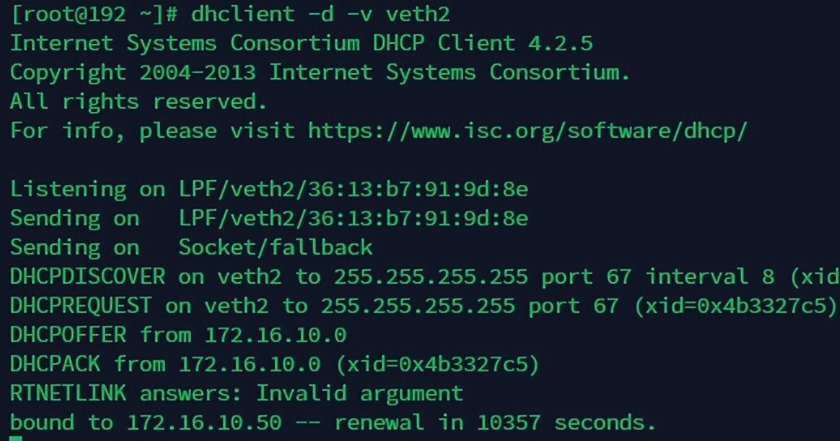 [root@192 ~]# dhclient -d -v veth2
Internet Systems Consortium DHCP Client 4.2.5
Copyright 2004-2013 Internet Systems Consortium.
All rights reserved.
For info, please visit https://www.isc.org/software/dhcp/
Listening on LPF/veth2/36:13:b7:91:9d:8e
Sending on   LPF/veth2/36:13:b7:91:9d:8e
Sending on   Socket/fallback
DHCPDISCOVER on veth2 to 255.255.255.255 port 67 interval 8 (xid
DHCPREQUEST on veth2 to 255.255.255.255 port 67 (xid=0x4b3327c5)
DHCPOFFER from 172.16.10.0
DHCPACK from 172.16.10.0 (xid=0x4b3327c5)
RTNETLINK answers: Invalid argument
bound to 172.16.10.50 -- renewal in 10357 seconds.